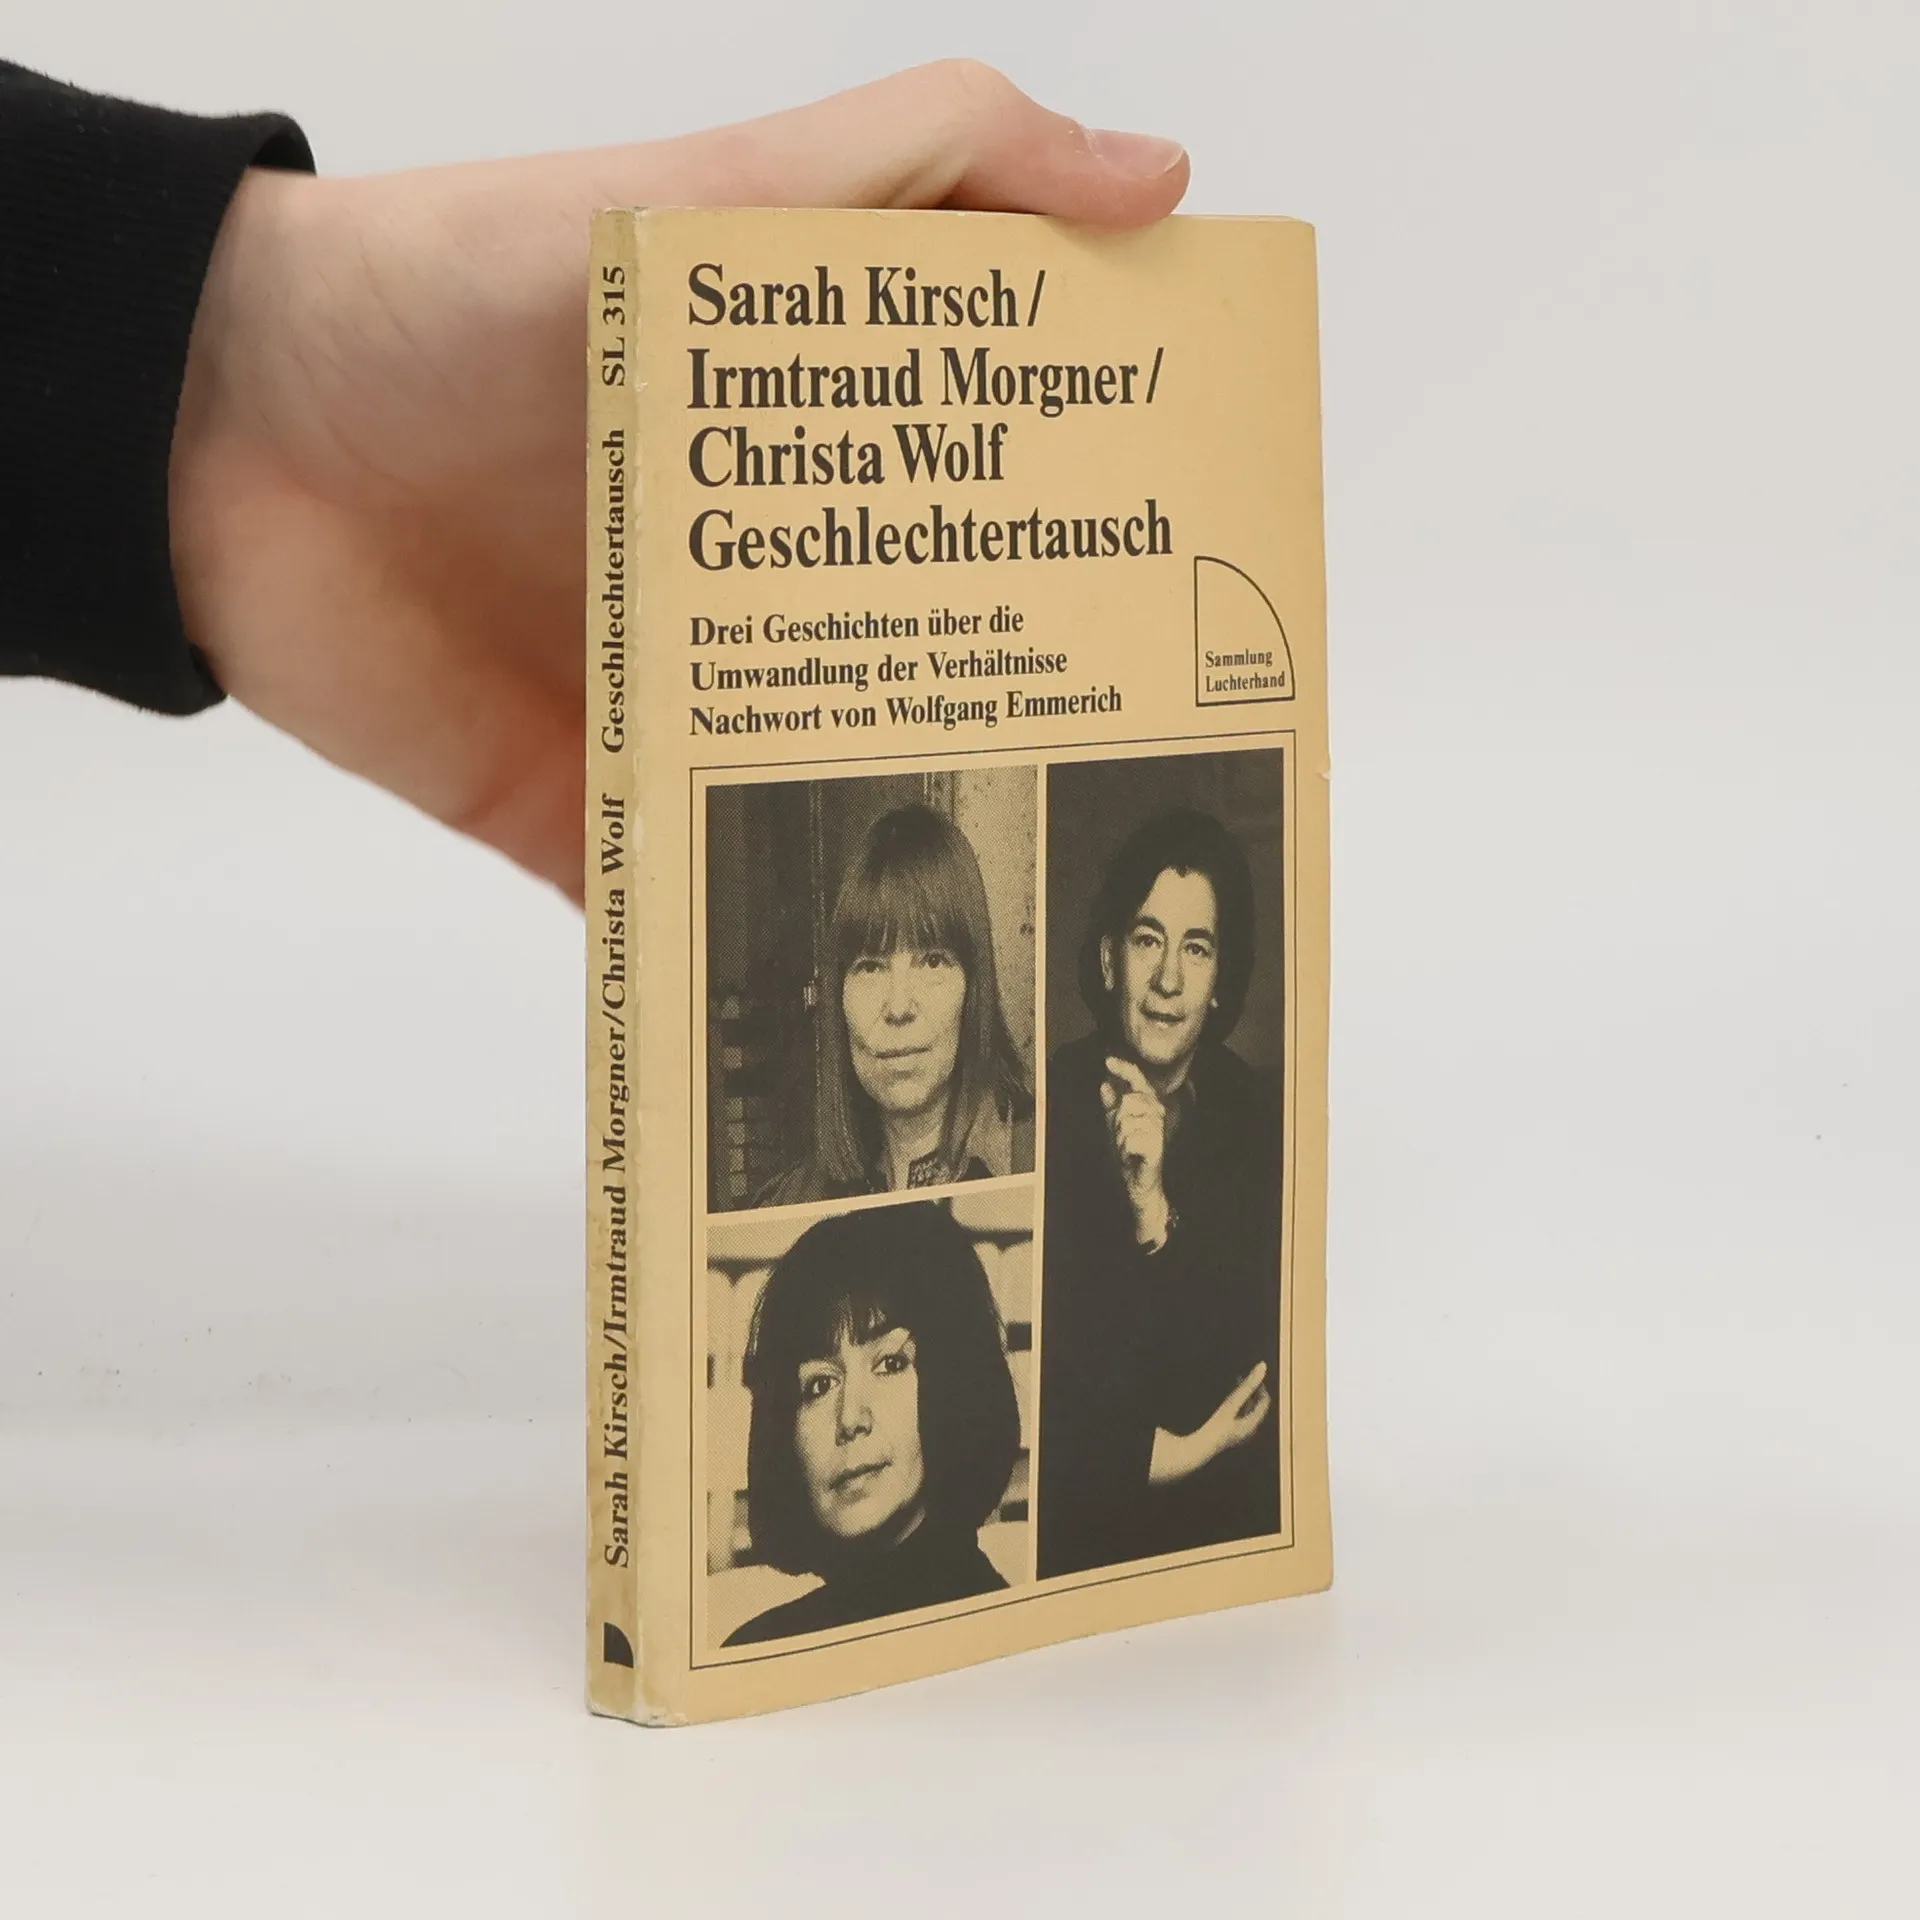 Sarah Kirsch/
Irmtraud Morgner/
Christa Wolf
Geschlechtertausch
Drei Geschichten über die
Umwandlung der Verhältnisse
Nachwort von Wolfgang Emmerich
Sammlung
Luchterhand
Sarah Kirsch/Irmtraud Morgner/Christa Wolf Geschlechtertausch SL 315